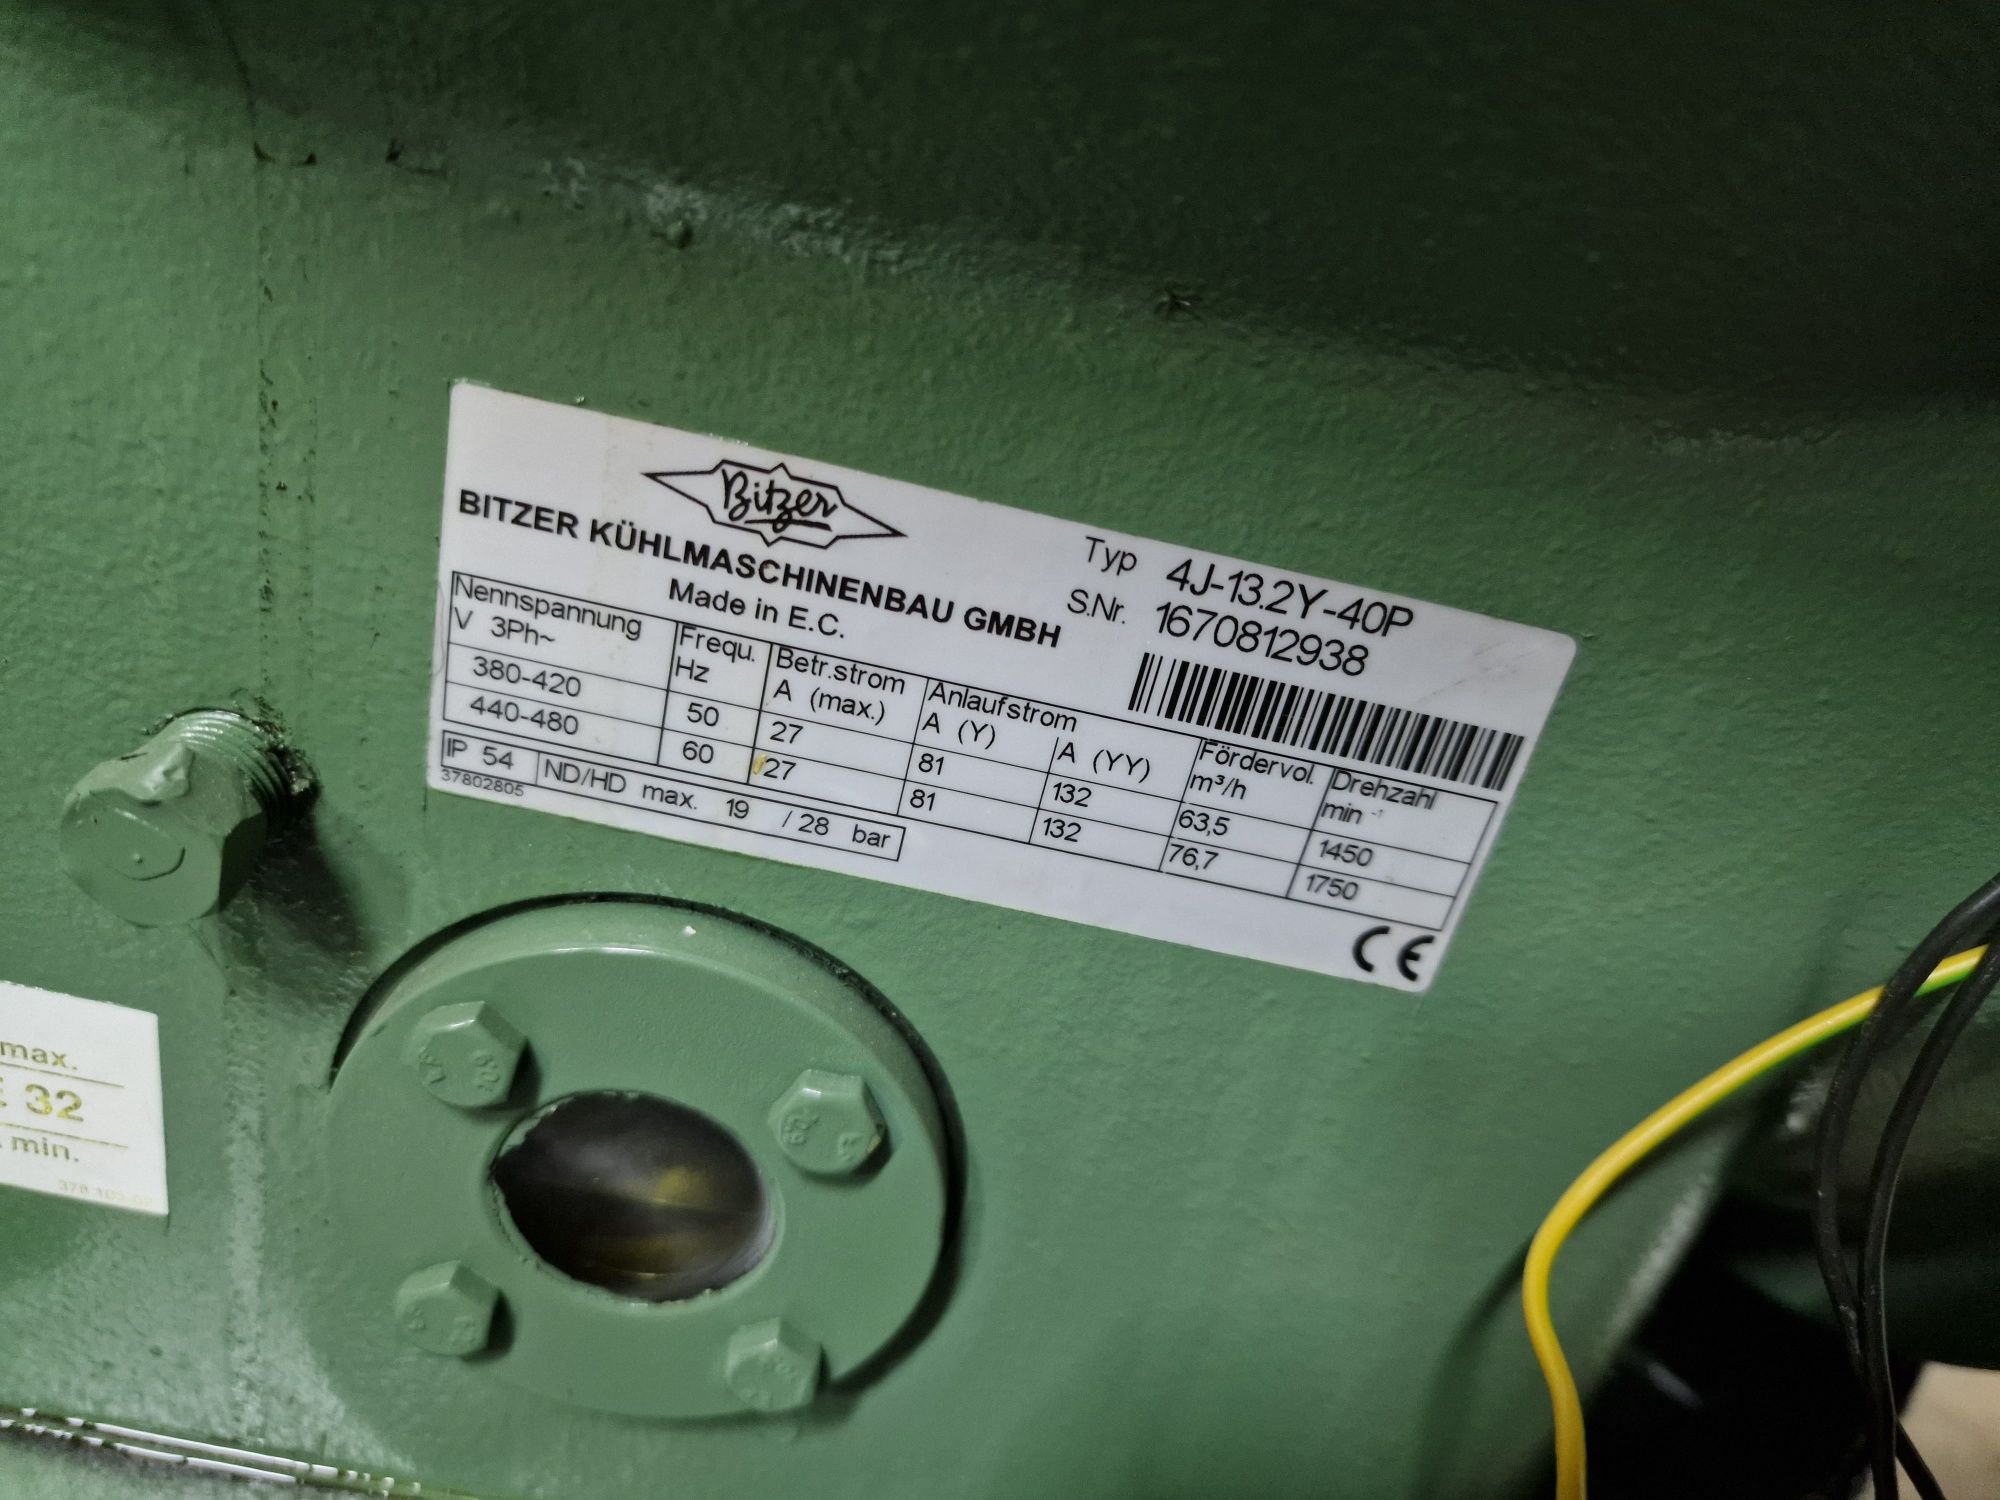 Bitzer
BITZER KÜHLMASCHINENBAU GMBH
Made in E.C.
Typ 4J-13.2Y-40P
S.Nr. 1670812938
Nennspannung Frequ. Betr.strom Anlaufstrom Fördervol. Drehzahl
V 3Ph~ Hz A (max.) A (Y) A (YY) m³/h min -1
380-420 50 27 81 132 63,5 1450
440-480 60 27 81 132 76,7 1750
IP 54 ND/HD max. 19 / 28 bar
37802805
CE
max.
32
min.